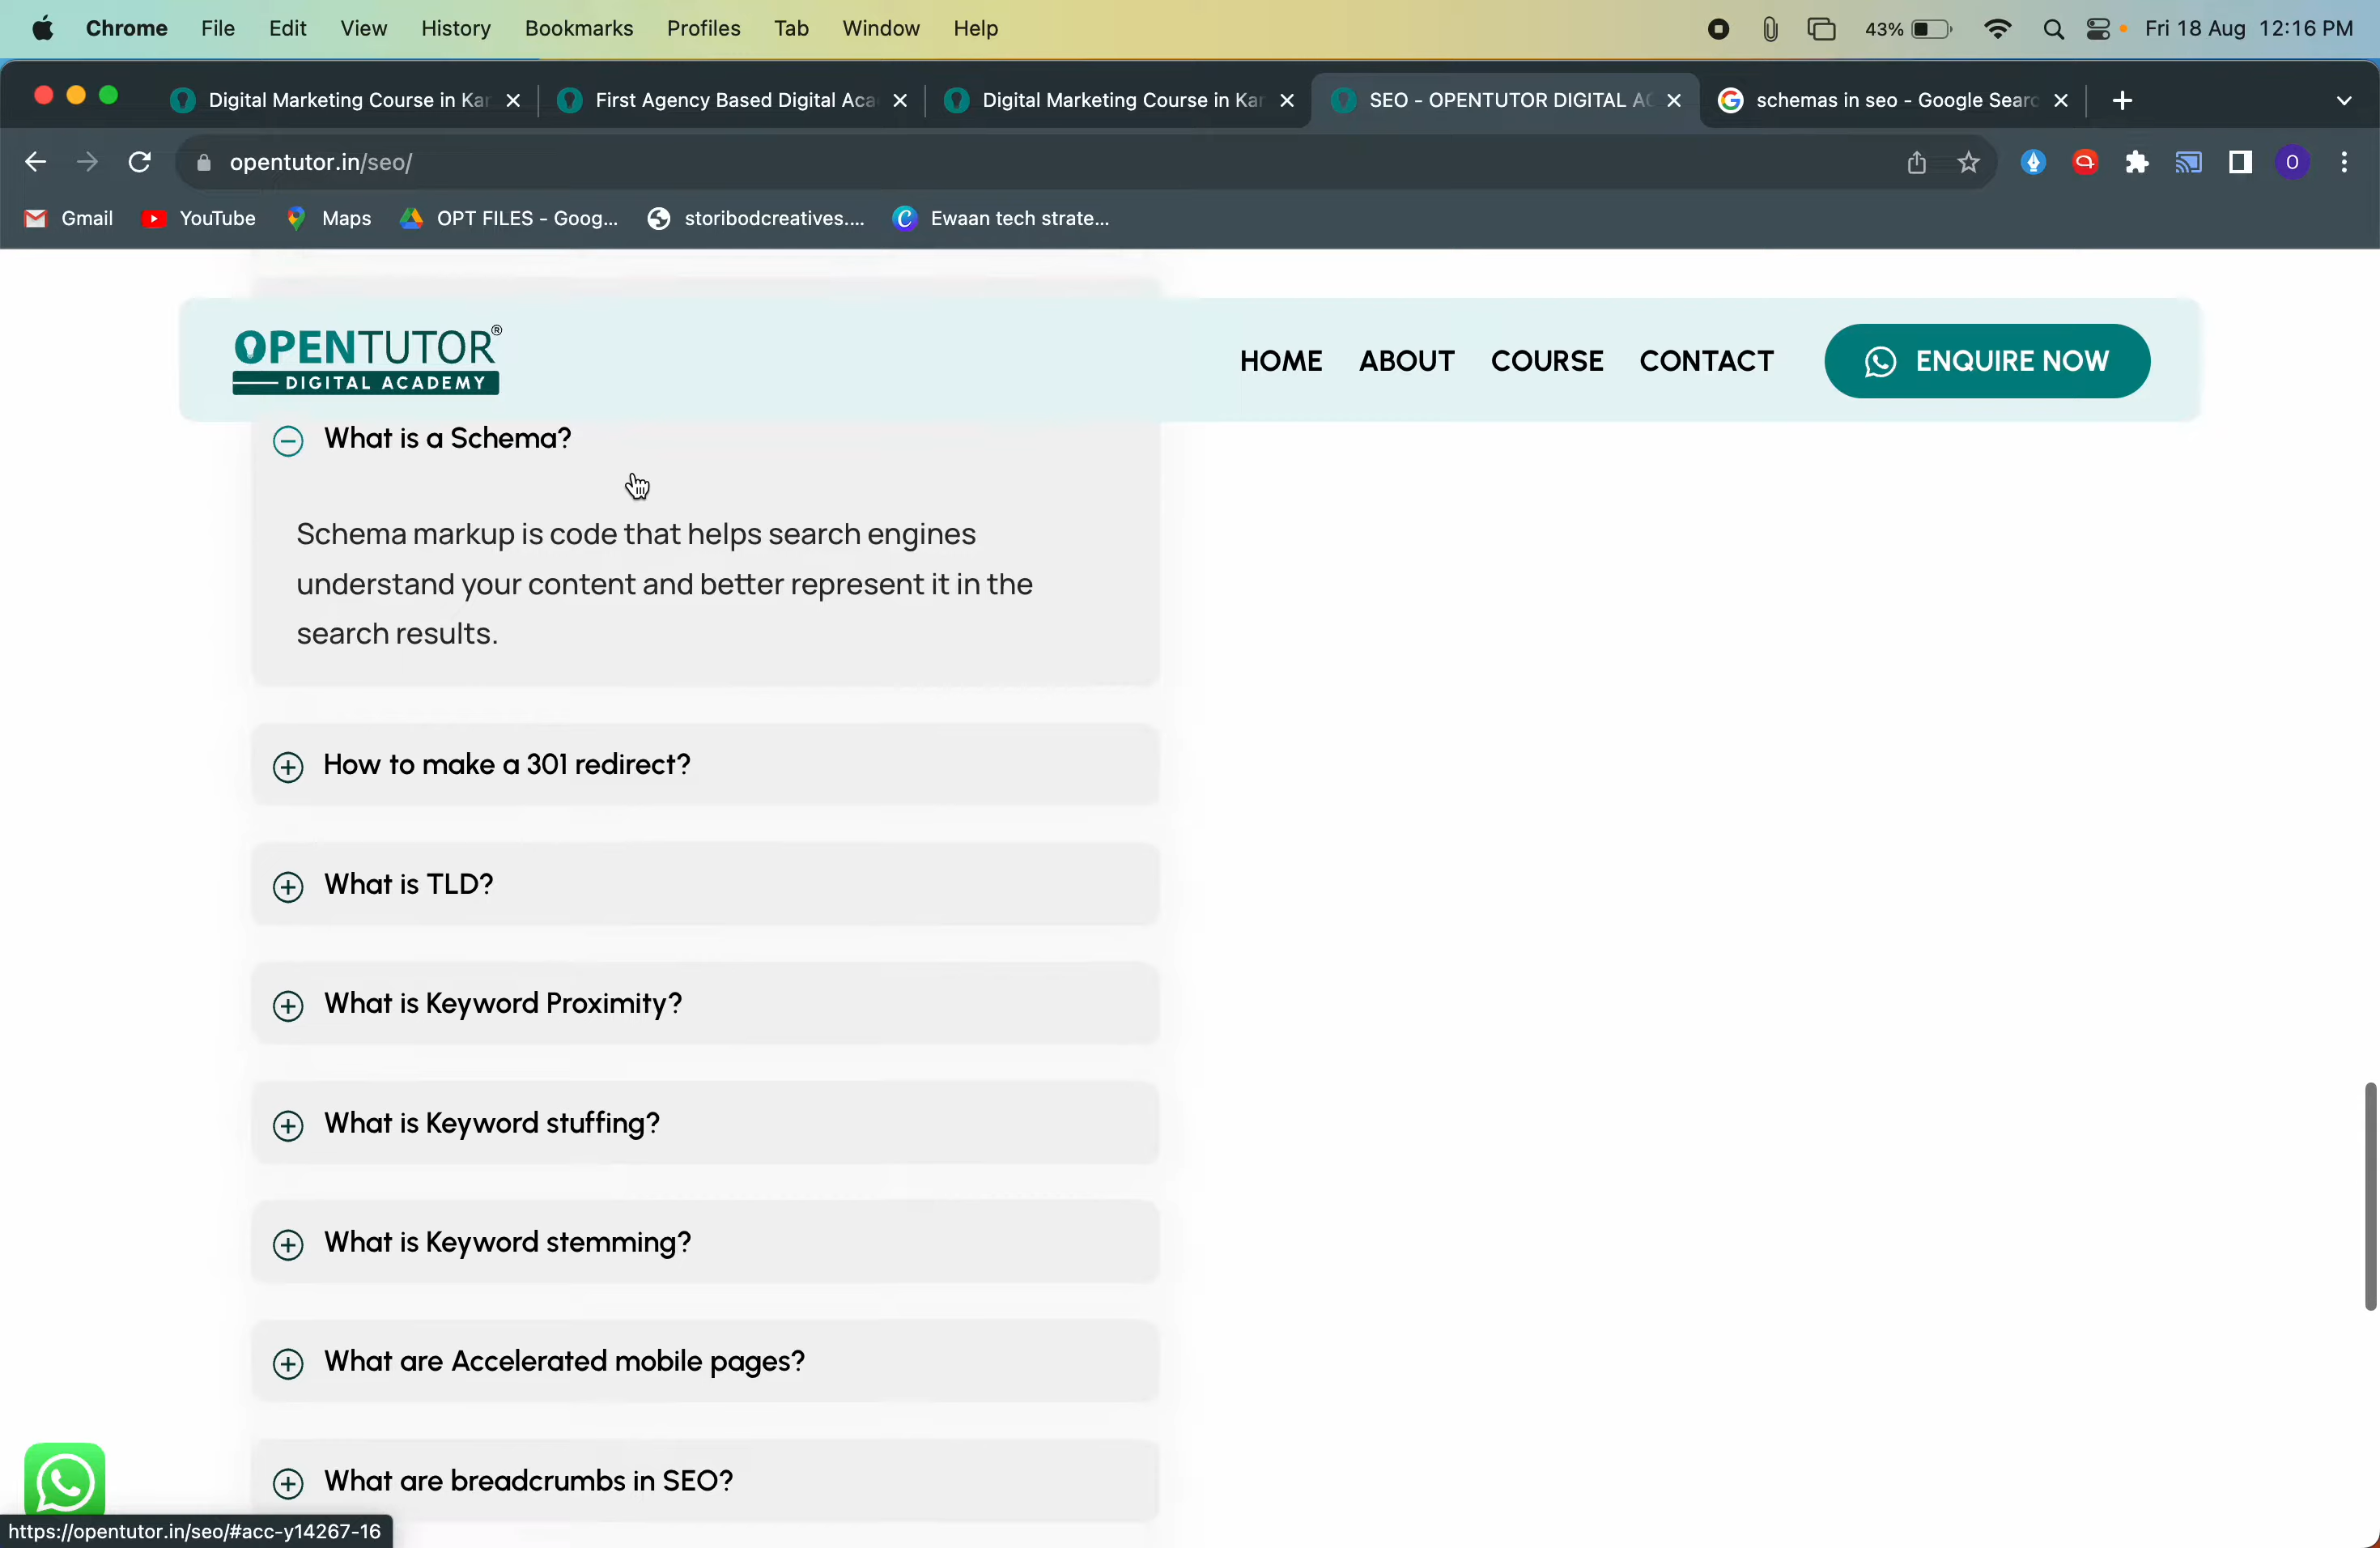 Chrome File Edit View History Bookmarks Profiles Tab Window Help 43% Fri 18 Aug 12:16 PM
Digital Marketing Course in Kar First Agency Based Digital Aca Digital Marketing Course in Kar SEO - OPENTUTOR DIGITAL AC schemas in seo - Google Searc
opentutor.in/seo/ O
Gmail YouTube Maps OPT FILES - Goog... storibodcreatives.... Ewaan tech strate...
OPENTUTOR®
DIGITAL ACADEMY
HOME ABOUT COURSE CONTACT ENQUIRE NOW
What is a Schema?
Schema markup is code that helps search engines
understand your content and better represent it in the
search results.
How to make a 301 redirect?
What is TLD?
What is Keyword Proximity?
What is Keyword stuffing?
What is Keyword stemming?
What are Accelerated mobile pages?
What are breadcrumbs in SEO?
https://opentutor.in/seo/#acc-y14267-16